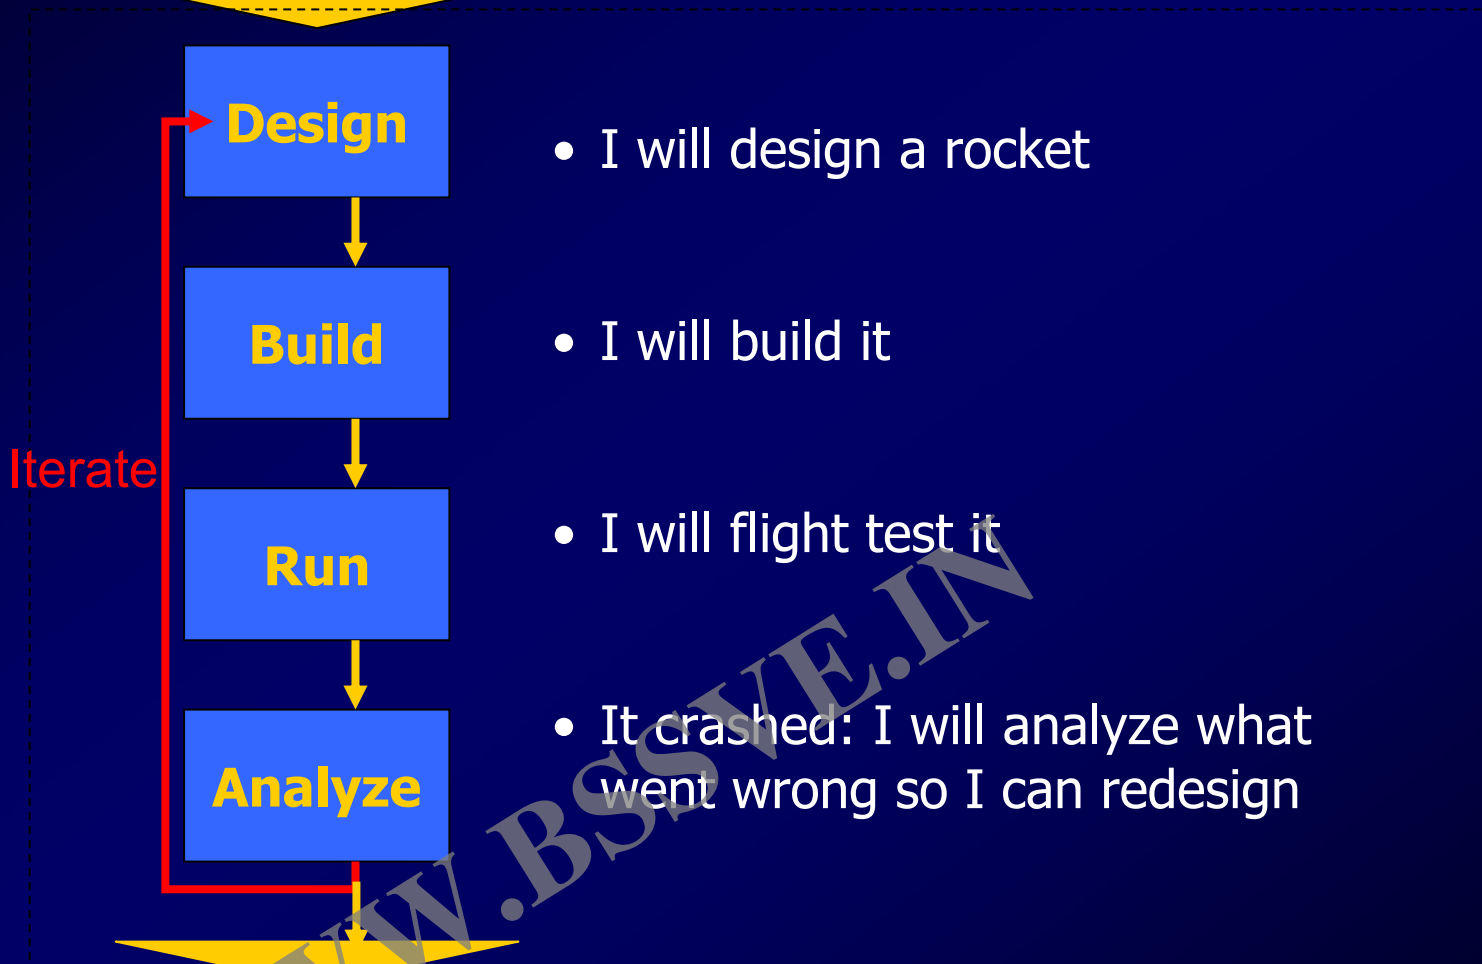 Design
• I will design a rocket
Build
• I will build it
Iterate
Run
• I will flight test it
Analyze
• It crashed: I will analyze what
went wrong so I can redesign
W.BSSVE.IN